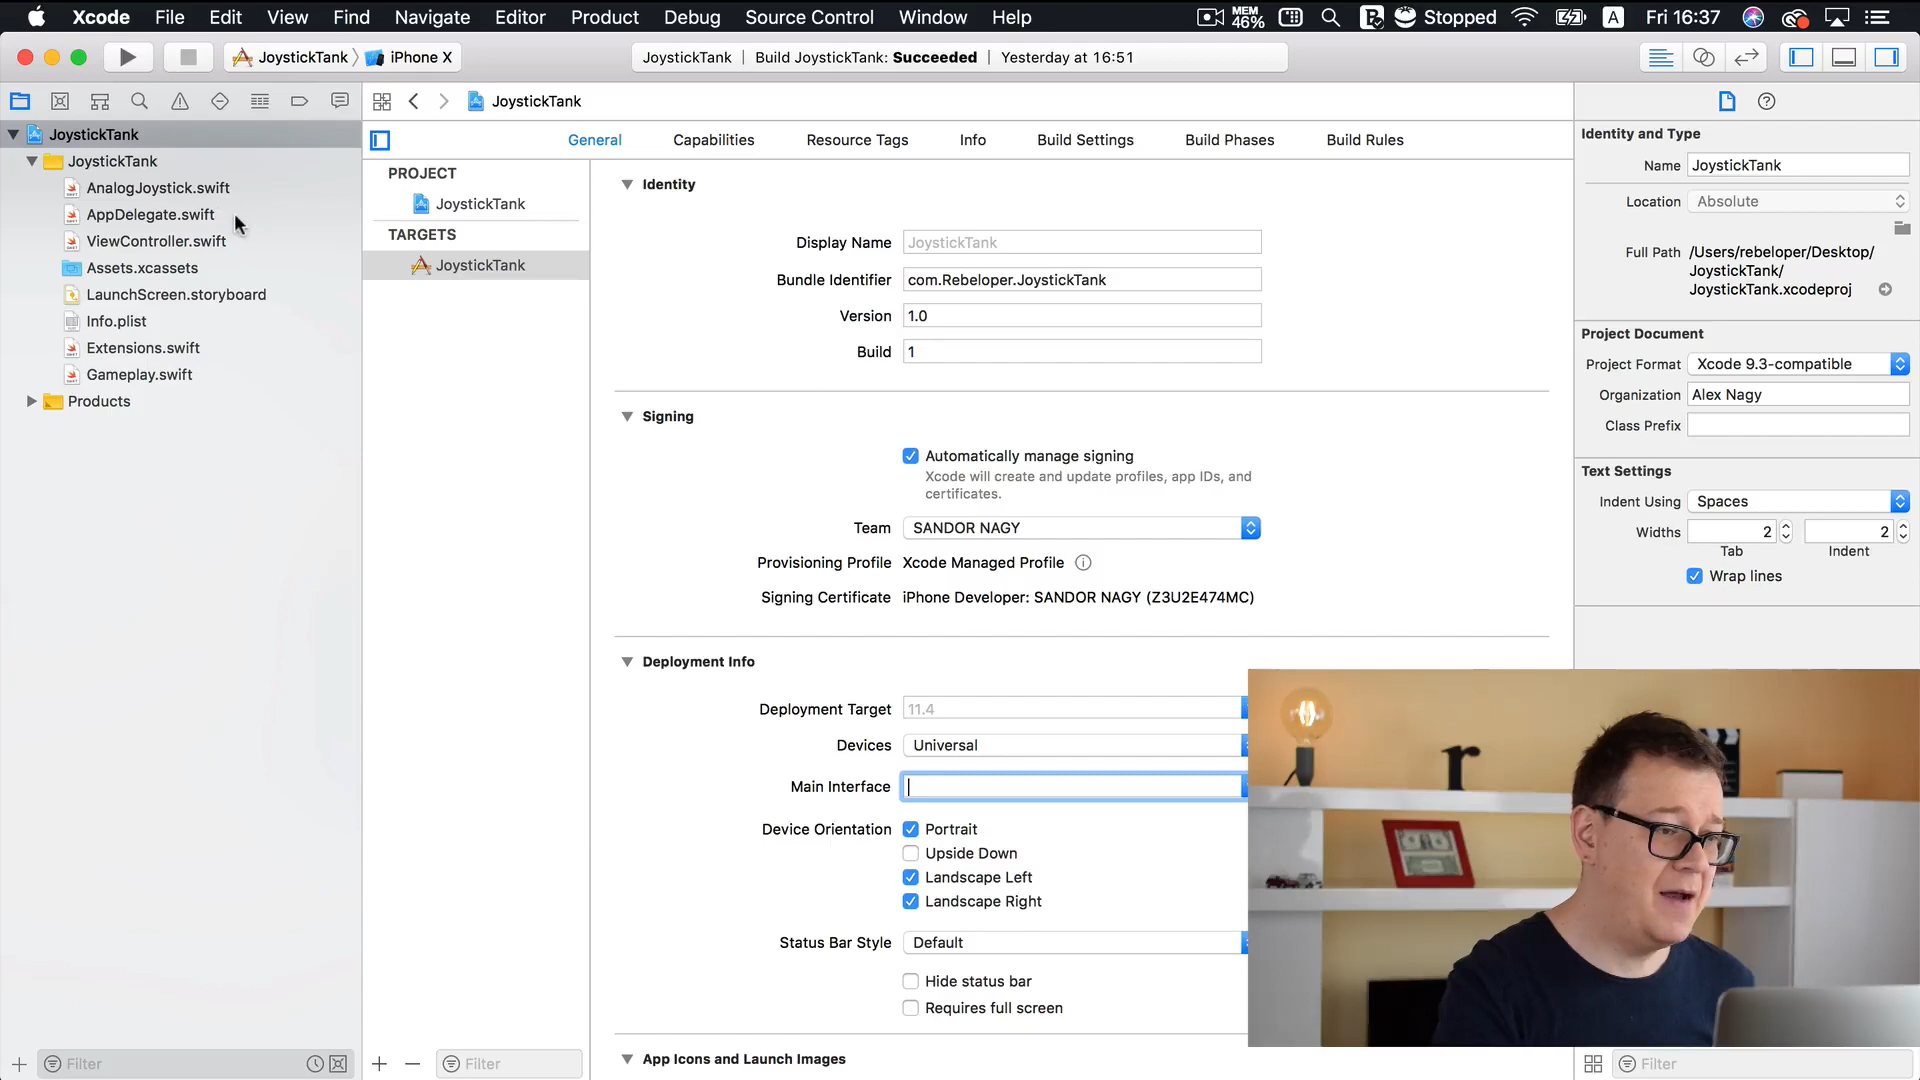 Xcode File Edit View Find Navigate Editor Product Debug Source Control Window Help MEM 46% Stopped A Fri 16:37
JoystickTank iPhone X JoystickTank | Build JoystickTank: Succeeded | Yesterday at 16:51
JoystickTank
JoystickTank
JoystickTank
AnalogJoystick.swift
AppDelegate.swift
ViewController.swift
Assets.xcassets
LaunchScreen.storyboard
Info.plist
Extensions.swift
Gameplay.swift
Products
Filter
General Capabilities Resource Tags Info Build Settings Build Phases Build Rules
PROJECT
JoystickTank
TARGETS
JoystickTank
Filter
Identity
Display Name JoystickTank
Bundle Identifier com.Rebeloper.JoystickTank
Version 1.0
Build 1
Signing
Automatically manage signing
Xcode will create and update profiles, app IDs, and
certificates.
Team SANDOR NAGY
Provisioning Profile Xcode Managed Profile
Signing Certificate iPhone Developer: SANDOR NAGY (Z3U2E474MC)
Deployment Info
Deployment Target 11.4
Devices Universal
Main Interface
Device Orientation Portrait
Upside Down
Landscape Left
Landscape Right
Status Bar Style Default
Hide status bar
Requires full screen
App Icons and Launch Images
Identity and Type
Name JoystickTank
Location Absolute
Full Path /Users/rebeloper/Desktop/
JoystickTank/
JoystickTank.xcodeproj
Project Document
Project Format Xcode 9.3-compatible
Organization Alex Nagy
Class Prefix
Text Settings
Indent Using Spaces
Widths 2 2
Tab Indent
Wrap lines
Filter